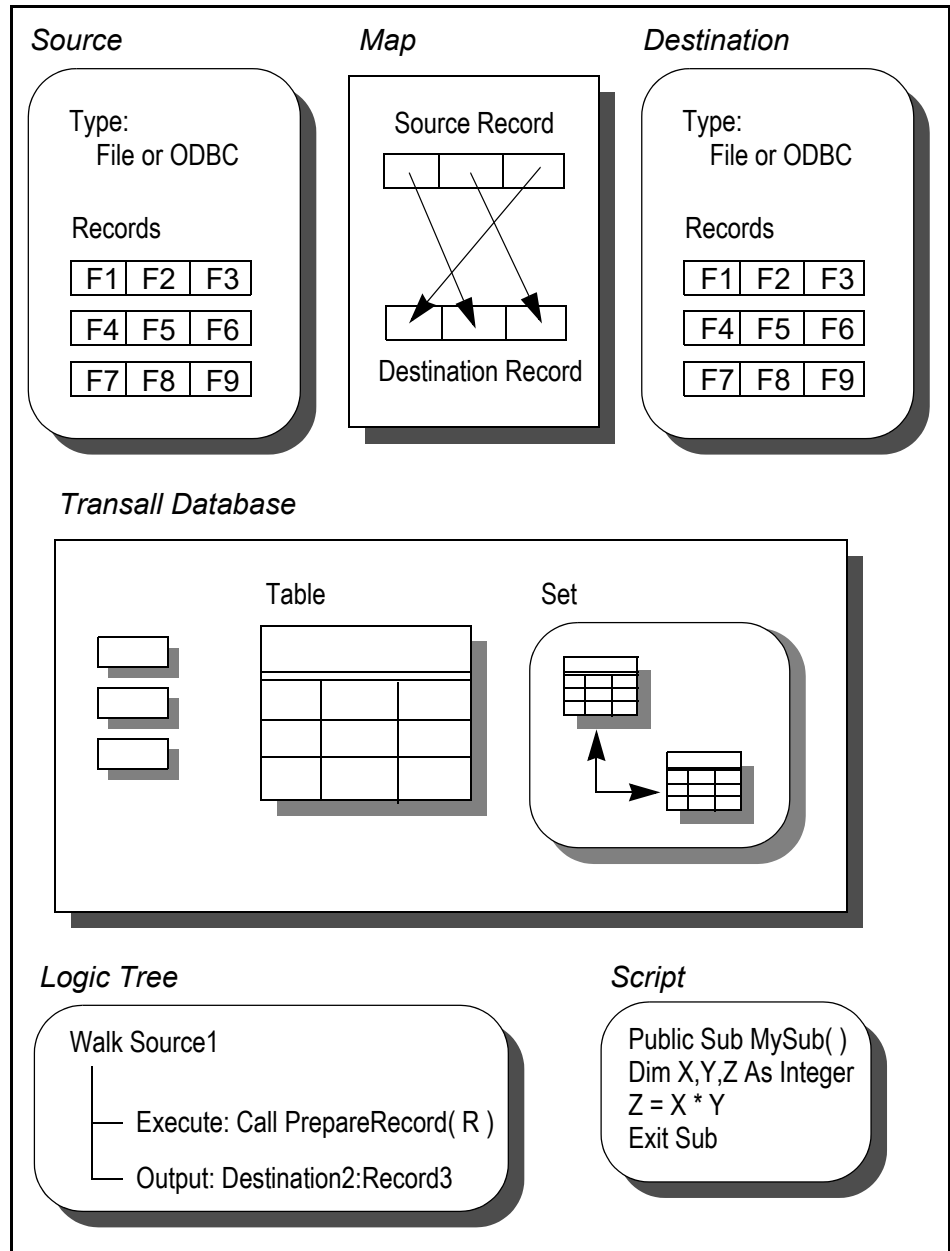 Source
Map
Destination
Type:
File or ODBC
Records
F1 F2 F3
F4 F5 F6
F7 F8 F9
Source Record
Destination Record
Type:
File or ODBC
Records
F1 F2 F3
F4 F5 F6
F7 F8 F9
Transall Database
Table
Set
Logic Tree
Walk Source1
Execute: Call PrepareRecord( R )
Output: Destination2:Record3
Script
Public Sub MySub( )
Dim X,Y,Z As Integer
Z = X * Y
Exit Sub